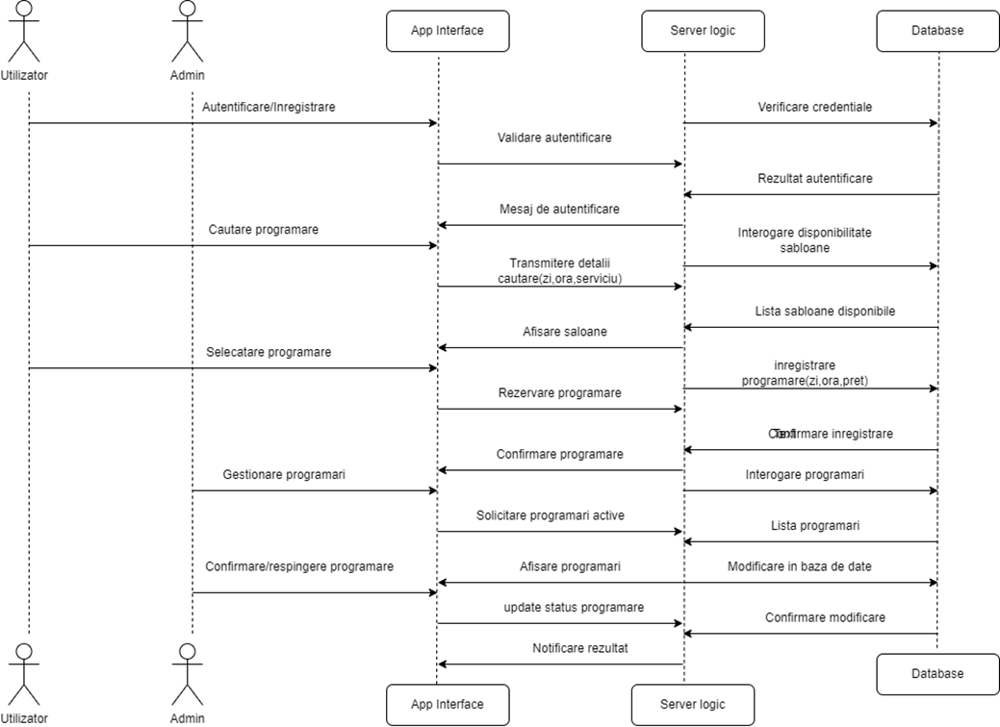 App Interface
Server logic
Database
Utilizator
Admin
Autentificare/Inregistrare
Verificare credentiale
Validare autentificare
Rezultat autentificare
Mesaj de autentificare
Cautare programare
Interogare disponibilitate
sabloane
Transmitere detalii
cautare(zi,ora,serviciu)
Lista sabloane disponibile
Afisare saloane
Selecatare programare
inregistrare
programare(zi,ora,pret)
Rezervare programare
Confirmare inregistrare
Text
Confirmare programare
Gestionare programari
Interogare programari
Solicitare programari active
Lista programari
Confirmare/respingere programare
Afisare programari
Modificare in baza de date
update status programare
Confirmare modificare
Notificare rezultat
Database
Utilizator
Admin
App Interface
Server logic